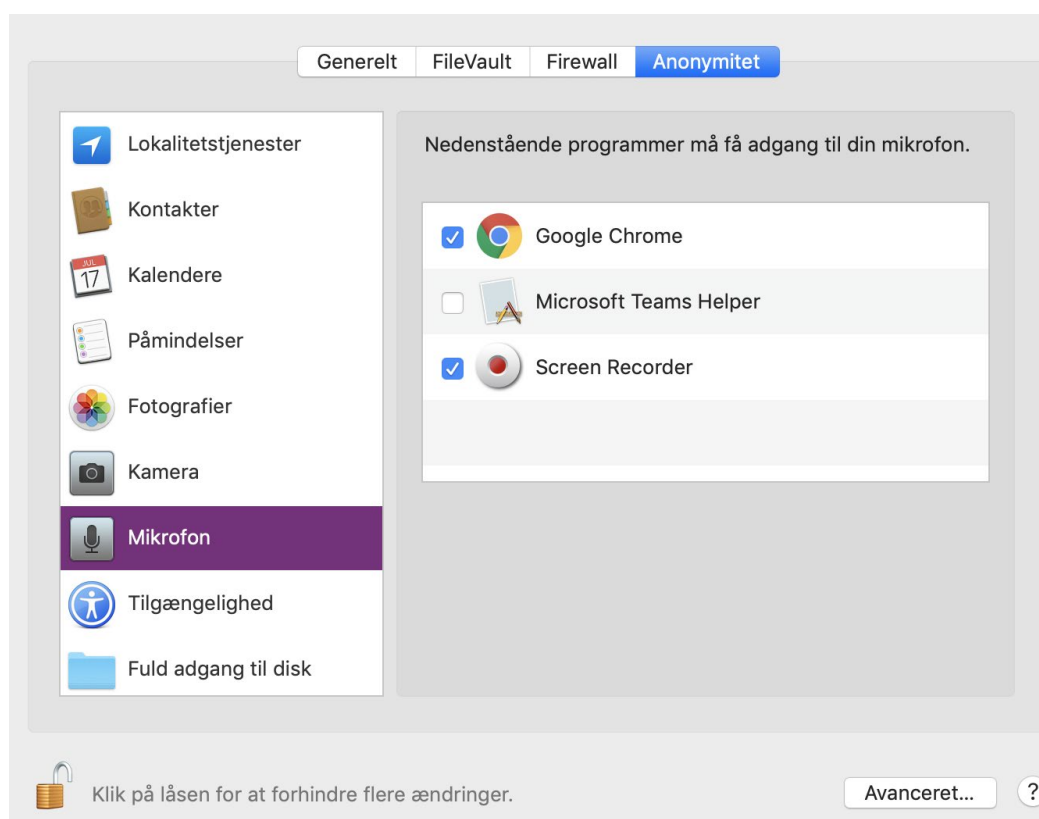 Generelt FileVault Firewall Anonymitet
Lokalitetstjenester
Kontakter
JUL
17
Kalendere
Påmindelser
Fotografier
Kamera
Mikrofon
Tilgængelighed
Fuld adgang til disk
Nedenstående programmer må få adgang til din mikrofon.
Google Chrome
Microsoft Teams Helper
Screen Recorder
Klik på låsen for at forhindre flere ændringer.
Avanceret... ?